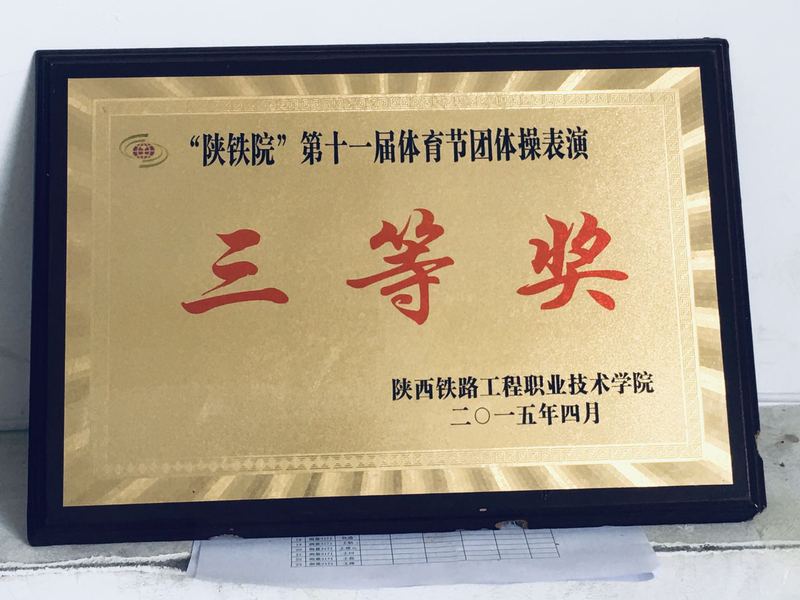 “陕铁院”第十一届体育节团体操表演
三等奖
陕西铁路工程职业技术学院
二〇一五年四月